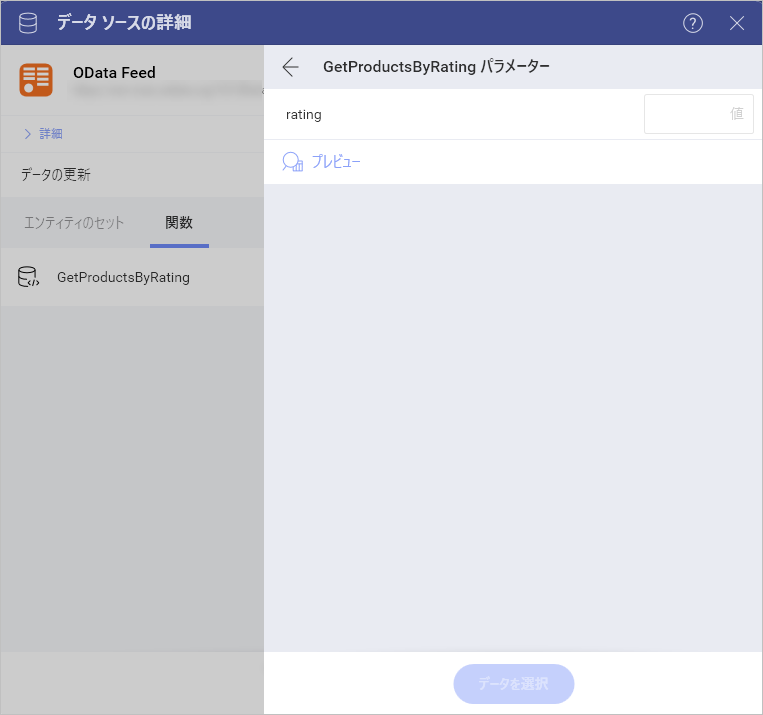 データ ソースの詳細
OData Feed
詳細
データの更新
エンティティのセット
関数
GetProductsByRating
GetProductsByRating パラメーター
rating
値
プレビュー
データを選択